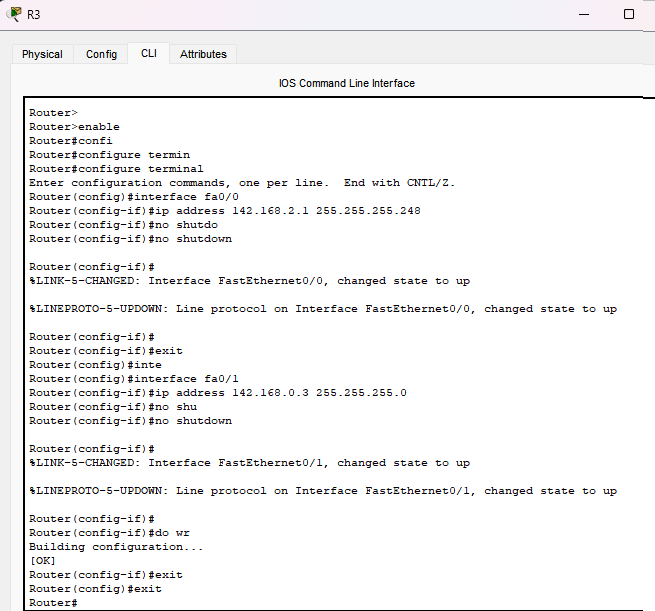 R3
Physical Config CLI Attributes
IOS Command Line Interface
Router>
Router>enable
Router#confi
Router#configure termin
Router#configure terminal
Enter configuration commands, one per line.  End with CNTL/Z.
Router(config)#interface fa0/0
Router(config-if)#ip address 142.168.2.1 255.255.255.248
Router(config-if)#no shutdo
Router(config-if)#no shutdown
Router(config-if)#
%LINK-5-CHANGED: Interface FastEthernet0/0, changed state to up
%LINEPROTO-5-UPDOWN: Line protocol on Interface FastEthernet0/0, changed state to up
Router(config-if)#
Router(config-if)#exit
Router(config)#inte
Router(config)#interface fa0/1
Router(config-if)#ip address 142.168.0.3 255.255.255.0
Router(config-if)#no shu
Router(config-if)#no shutdown
Router(config-if)#
%LINK-5-CHANGED: Interface FastEthernet0/1, changed state to up
%LINEPROTO-5-UPDOWN: Line protocol on Interface FastEthernet0/1, changed state to up
Router(config-if)#
Router(config-if)#do wr
Building configuration...
[OK]
Router(config-if)#exit
Router(config)#exit
Router#